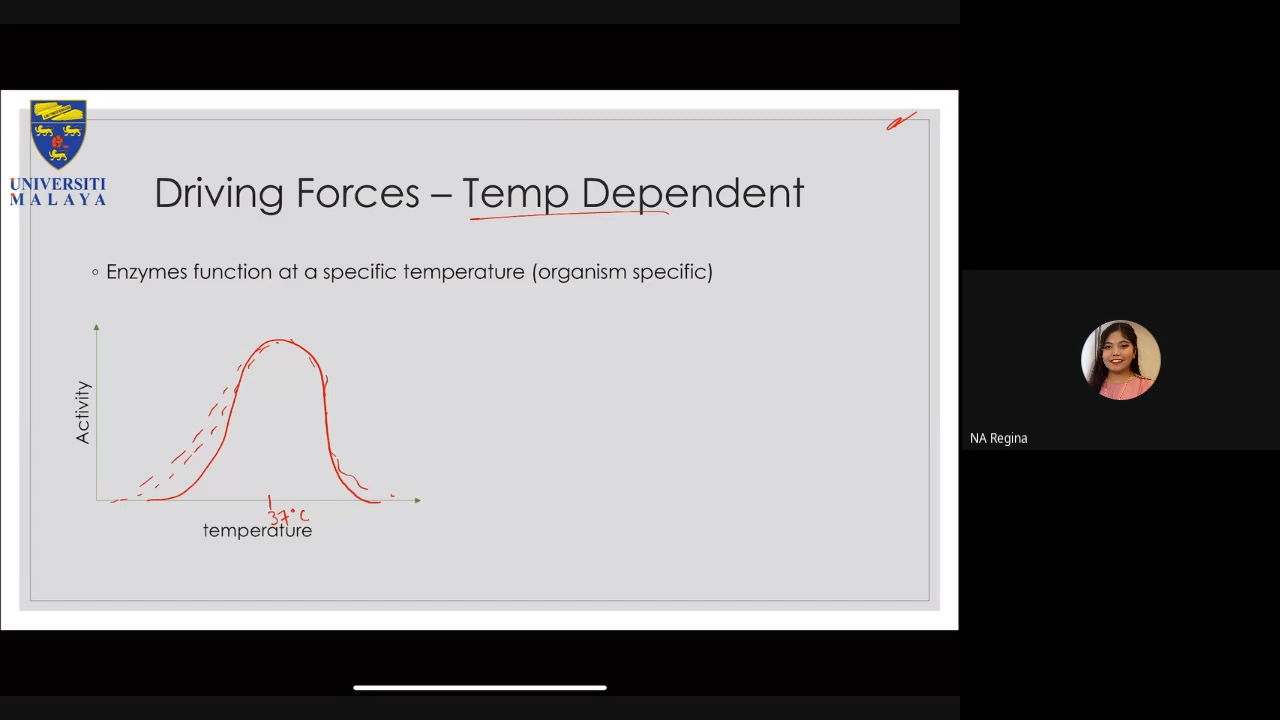 UNIVERSITI
MALAYA
Driving Forces – Temp Dependent
◦ Enzymes function at a specific temperature (organism specific)
Activity
37°C
temperature
NA Regina